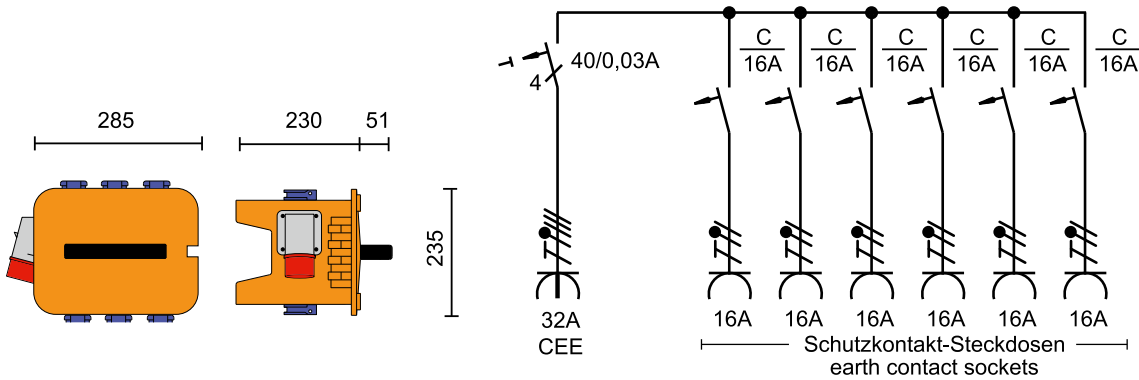 285
230
51
235
4
40/0,03A
C
16A
C
16A
C
16A
C
16A
C
16A
C
16A
32A
CEE
16A
16A
16A
16A
16A
16A
Schutzkontakt-Steckdosen
earth contact sockets